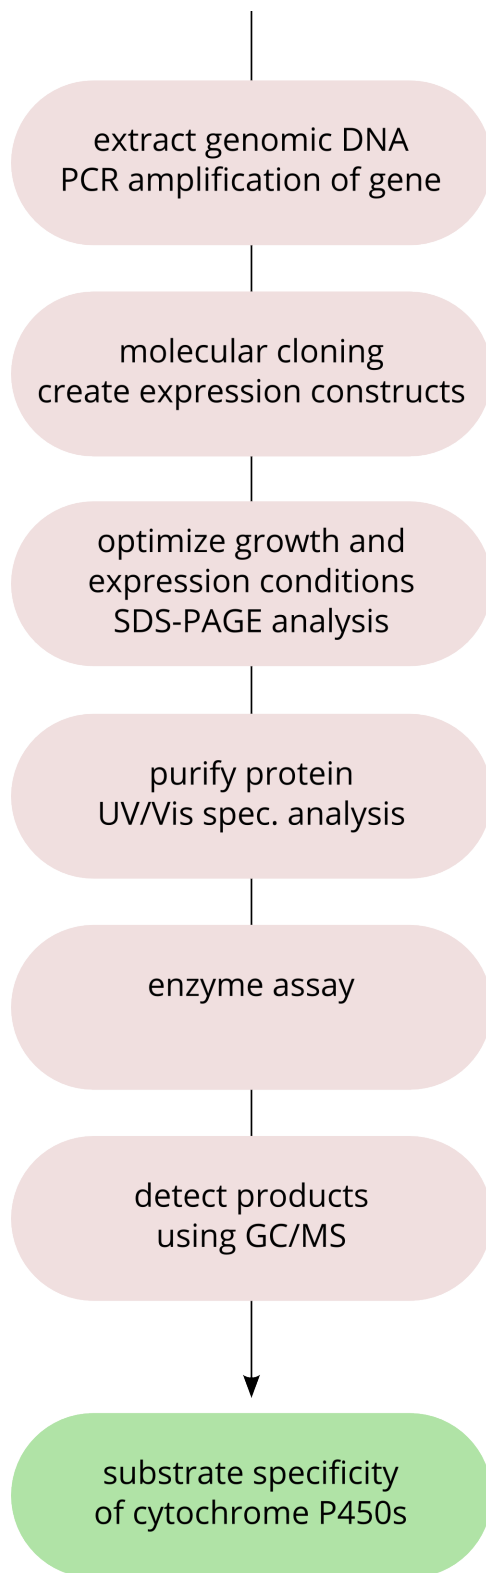 extract genomic DNA
PCR amplification of gene
molecular cloning
create expression constructs
optimize growth and
expression conditions
SDS-PAGE analysis
purify protein
UV/Vis spec. analysis
enzyme assay
detect products
using GC/MS
substrate specificity
of cytochrome P450s